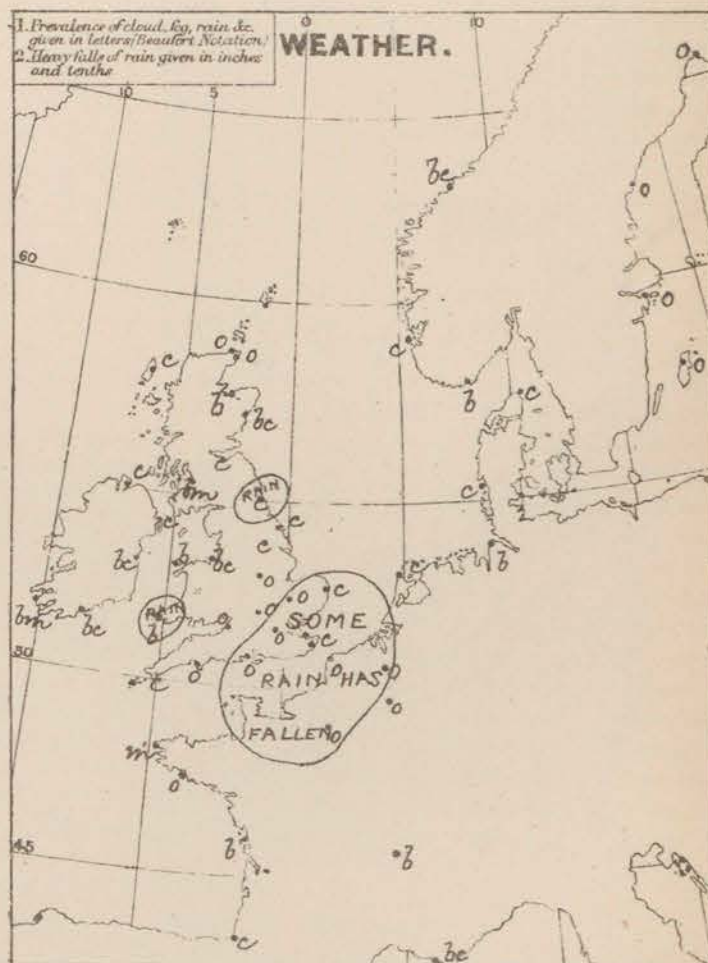 1. Prevalence of cloud, fog, rain &c.
given in letters (Beaufort Notation)
2. Heavy falls of rain given in inches
and tenths
WEATHER.
0
10
10
5
o
bc
o
60
o
Dr.
o
o
c
c
o
b
b
c
bc
c
c
m
RAIN
c
c
c
c
c
bc
b
bc
b
o
c
c
bm
bc
RAIN
b
o
o
o
c
SOME
o
c
50
c
o
o
RAIN HAS
o
o
o
FALLEN
o
m
o
45
b
b
c
bc